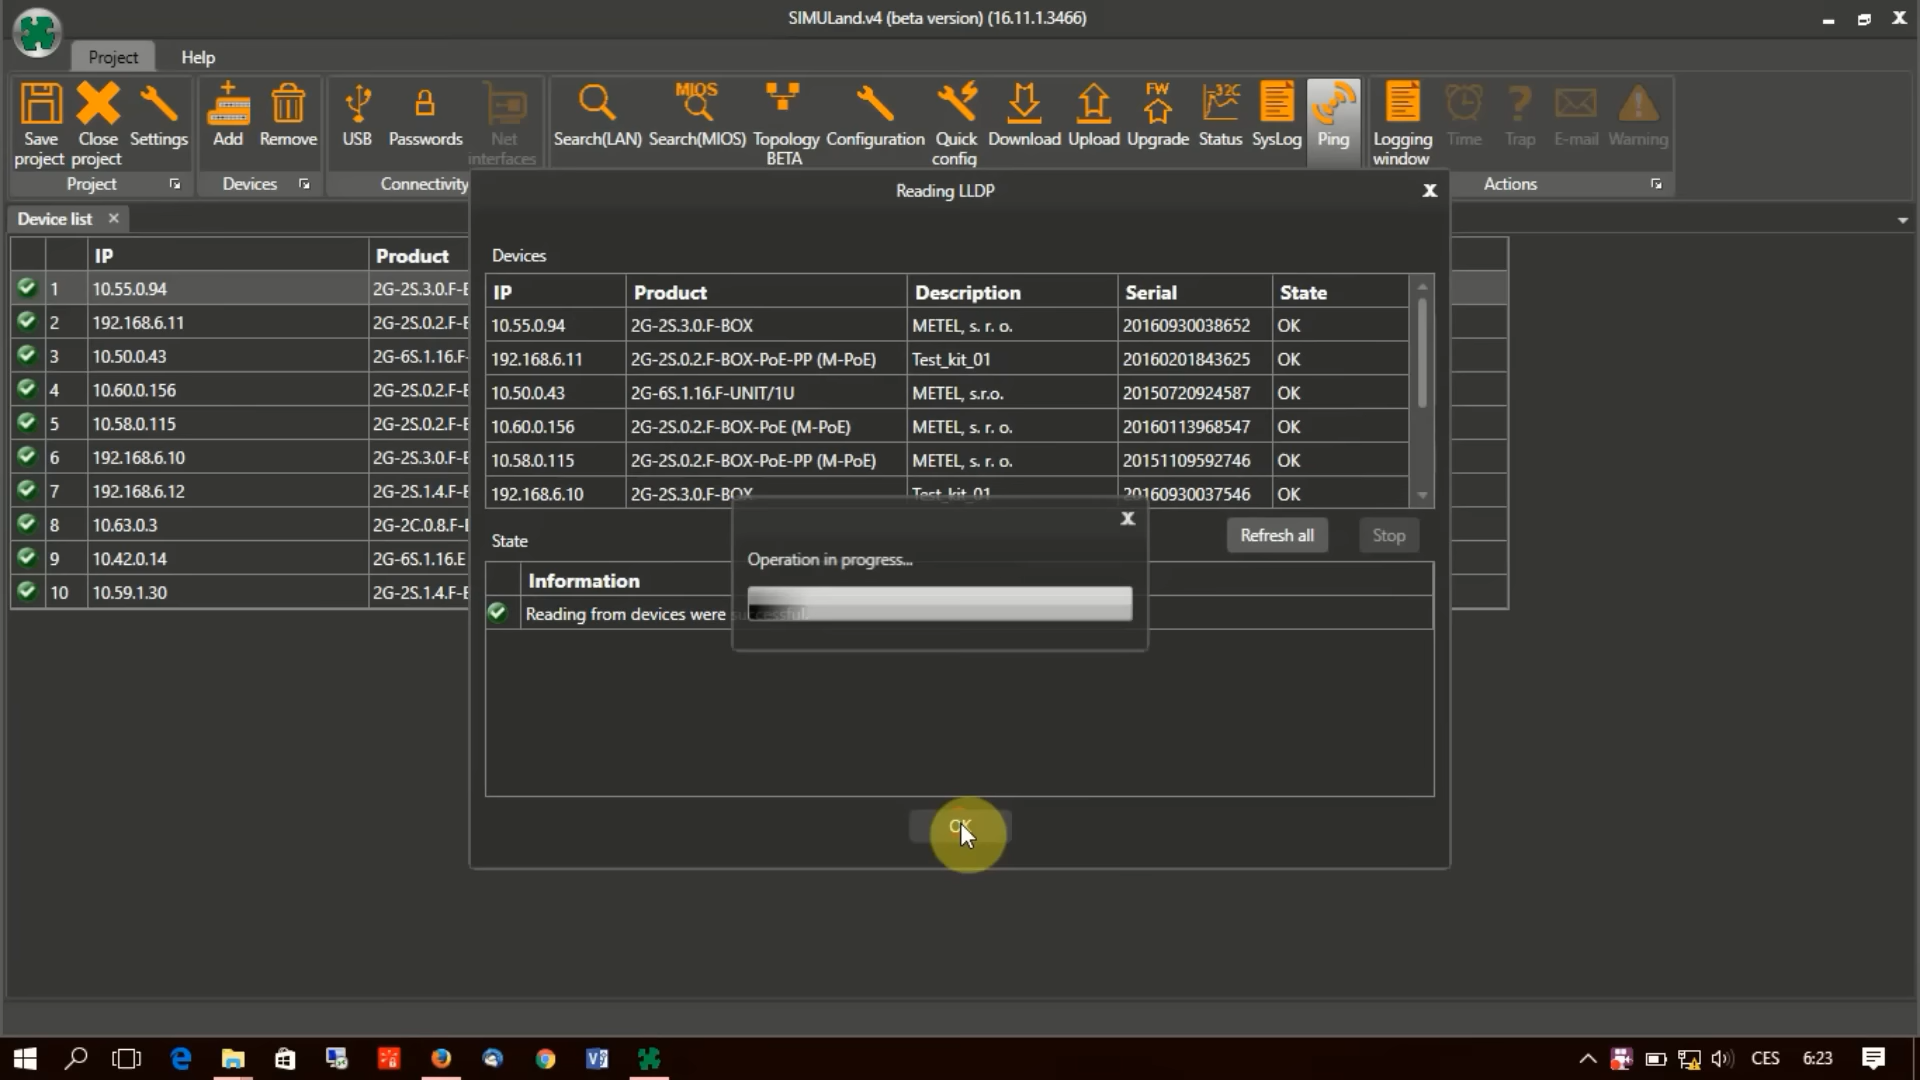 SIMULand.v4 (beta version) (16.11.1.3466)
Project Help
Save project
Close project
Settings
Add
Remove
USB
Passwords
Net interfaces
Search(LAN)
Search(MIOS)
Topology BETA
Configuration
Quick config
Download
Upload
Upgrade
Status
SysLog
Ping
Logging window
Time
Trap
E-mail
Warning
MIOS
FW
32C
Project
Devices
Connectivity
Actions
Device list
IP Product
1 10.55.0.94 2G-2S.3.0.F-B
2 192.168.6.11 2G-2S.0.2.F-B
3 10.50.0.43 2G-6S.1.16.F-
4 10.60.0.156 2G-2S.0.2.F-B
5 10.58.0.115 2G-2S.0.2.F-B
6 192.168.6.10 2G-2S.3.0.F-B
7 192.168.6.12 2G-2S.1.4.F-B
8 10.63.0.3 2G-2C.0.8.F-
9 10.42.0.14 2G-6S.1.16.E
10 10.59.1.30 2G-2S.1.4.F-B
Reading LLDP
Devices
IP Product Description Serial State
10.55.0.94 2G-2S.3.0.F-BOX METEL, s. r. o. 20160930038652 OK
192.168.6.11 2G-2S.0.2.F-BOX-PoE-PP (M-PoE) Test_kit_01 20160201843625 OK
10.50.0.43 2G-6S.1.16.F-UNIT/1U METEL, s.r.o. 20150720924587 OK
10.60.0.156 2G-2S.0.2.F-BOX-PoE (M-PoE) METEL, s. r. o. 20160113968547 OK
10.58.0.115 2G-2S.0.2.F-BOX-PoE-PP (M-PoE) METEL, s. r. o. 20151109592746 OK
192.168.6.10 2G-2S.3.0.F-BOX Test_kit_01 20160930037546 OK
State
Refresh all
Stop
Information
Reading from devices were successful.
Operation in progress...
OK
CES 6:23